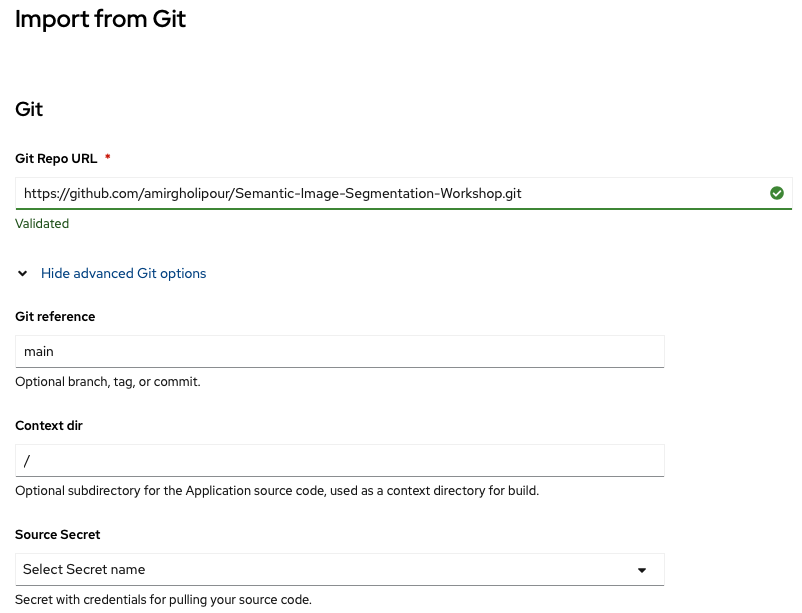 Import from Git
Git
Git Repo URL *
https://github.com/amirgholipour/Semantic-Image-Segmentation-Workshop.git
Validated
Hide advanced Git options
Git reference
main
Optional branch, tag, or commit.
Context dir
/
Optional subdirectory for the Application source code, used as a context directory for build.
Source Secret
Select Secret name
Secret with credentials for pulling your source code.